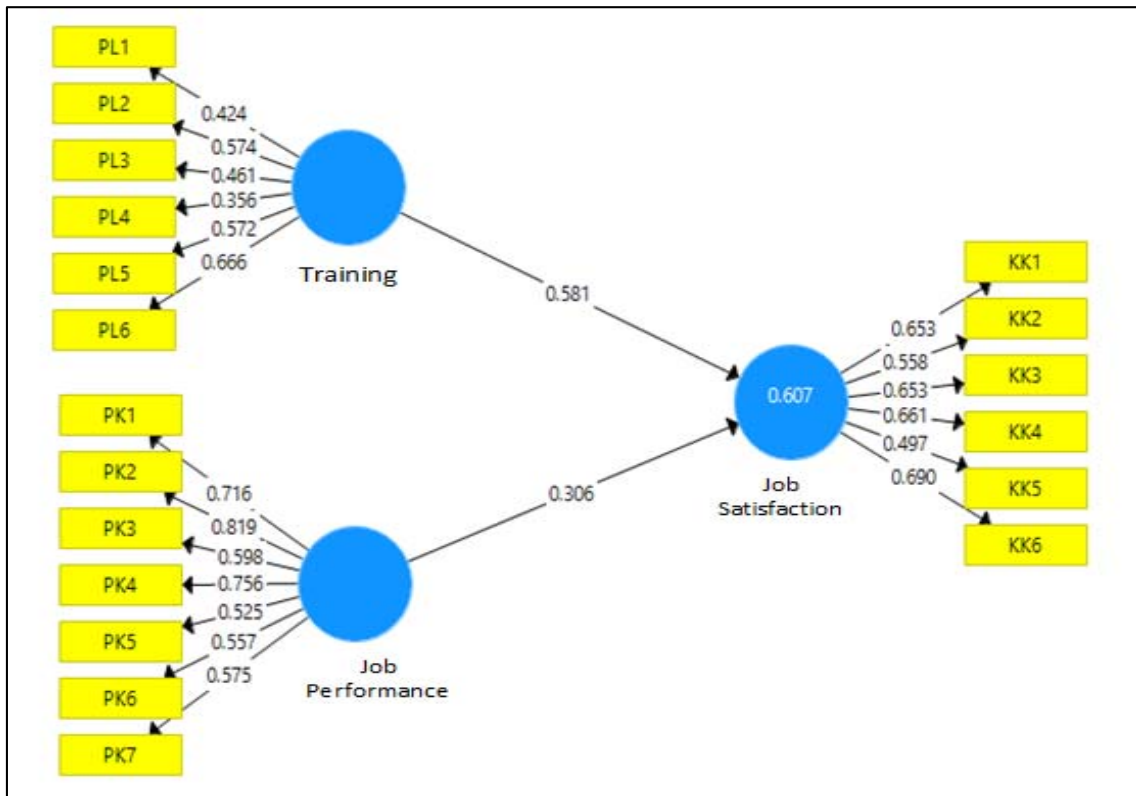 PL1
PL2
PL3
PL4
PL5
PL6
0.424
0.574
0.461
0.356
0.572
0.666
Training
0.581
PK1
PK2
PK3
PK4
PK5
PK6
PK7
0.716
0.819
0.598
0.756
0.525
0.557
0.575
Job
Performance
0.306
0.607
Job
Satisfaction
0.653
0.558
0.653
0.661
0.497
0.690
KK1
KK2
KK3
KK4
KK5
KK6